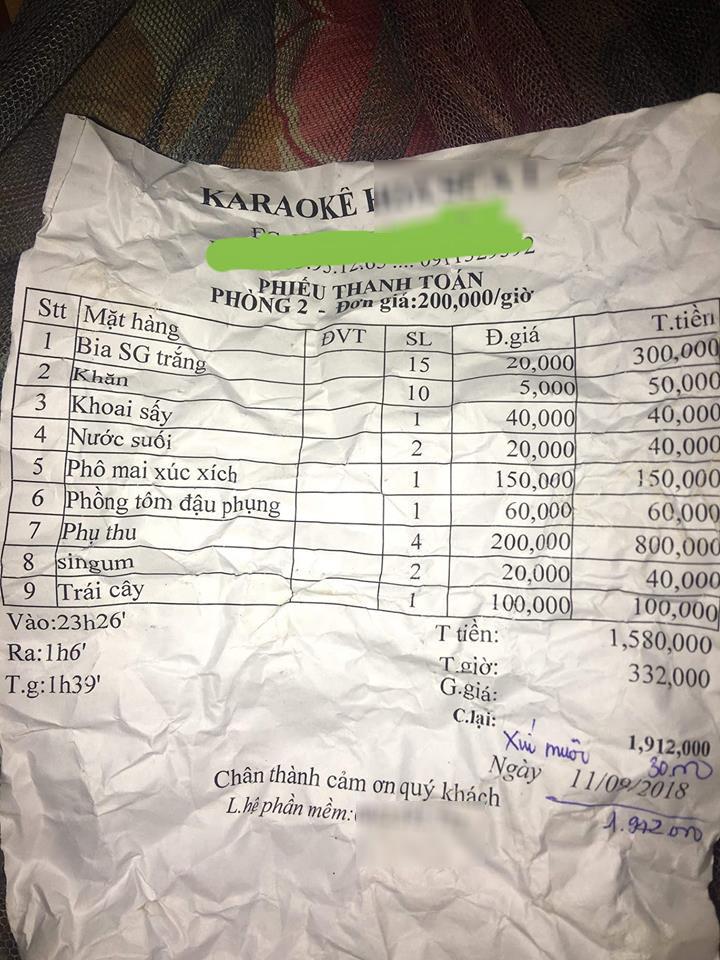 KARAOKÊ
PHIẾU THANH TOÁN
PHÒNG 2 - Đơn giá:200,000/giờ
Stt Mặt hàng ĐVT SL Đ.giá T.tiền
1 Bia SG trắng 15 20,000 300,000
2 Khăn 10 5,000 50,000
3 Khoai sấy 1 40,000 40,000
4 Nước suối 2 20,000 40,000
5 Phô mai xúc xích 1 150,000 150,000
6 Phồng tôm đậu phụng 1 60,000 60,000
7 Phụ thu 4 200,000 800,000
8 singum 2 20,000 40,000
9 Trái cây 1 100,000 100,000
Vào:23h26' T tiền: 1,580,000
Ra:1h6' T.giờ: 332,000
T.g:1h39' G.giá:
C.lại: 1,912,000
Xí muội 30.000
Ngày 11/09/2018
Chân thành cảm ơn quý khách
1.942.000
L.hệ phần mềm: